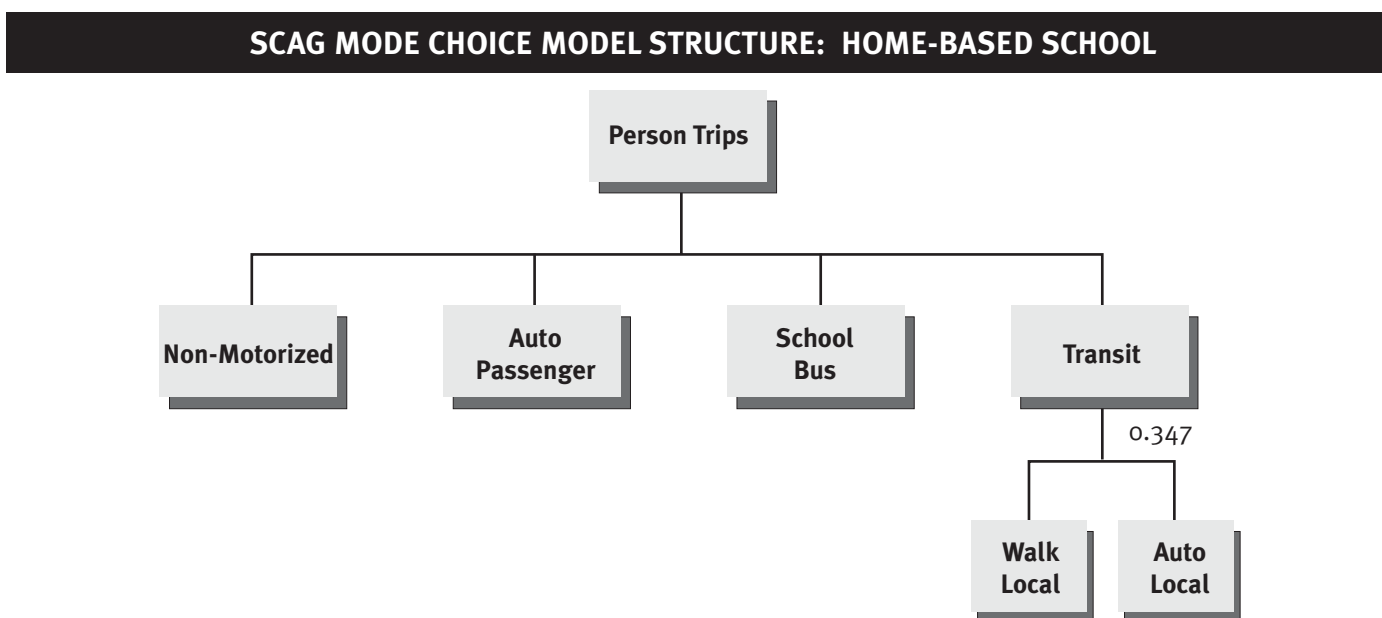 SCAG MODE CHOICE MODEL STRUCTURE: HOME-BASED SCHOOL
Person Trips
Non-Motorized
Auto
Passenger
School
Bus
Transit
0.347
Walk
Local
Auto
Local